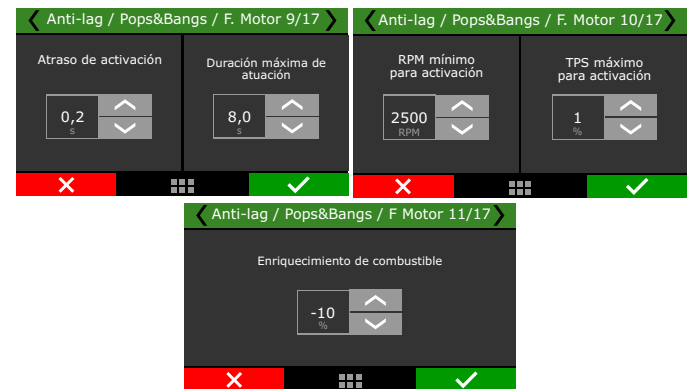 Anti-lag / Pops&Bangs / F. Motor 9/17
Atraso de activación
0,2
s
Duración máxima de
atuación
8,0
s
Anti-lag / Pops&Bangs / F. Motor 10/17
RPM mínimo
para activación
2500
RPM
TPS máximo
para activación
1
%
Anti-lag / Pops&Bangs / F Motor 11/17
Enriquecimiento de combustible
-10
%